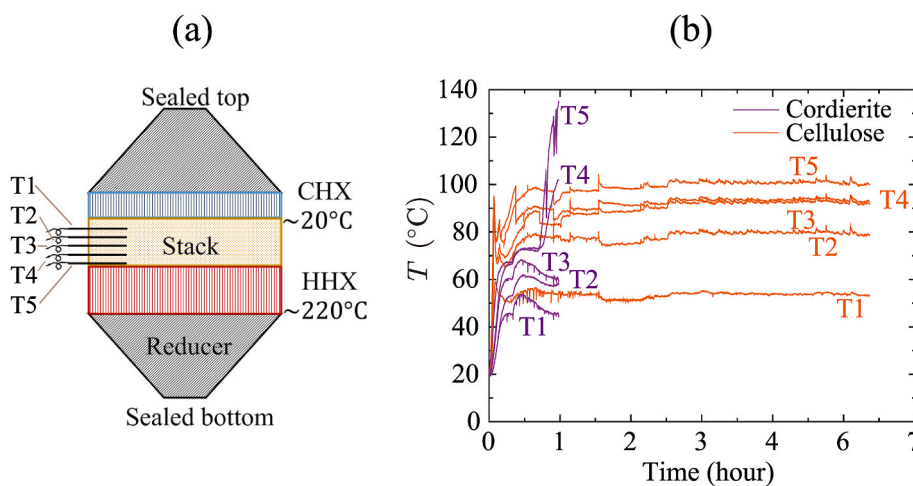 (a)
Sealed top
T1
T2
T3
T4
T5
CHX
~20°C
Stack
HHX
~220°C
Reducer
Sealed bottom
(b)
140
120
100
80
60
40
20
0
T (°C)
0
1
2
3
4
5
6
7
Time (hour)
Cordierite
Cellulose
T5
T4
T3
T2
T1
T5
T4
T3
T2
T1